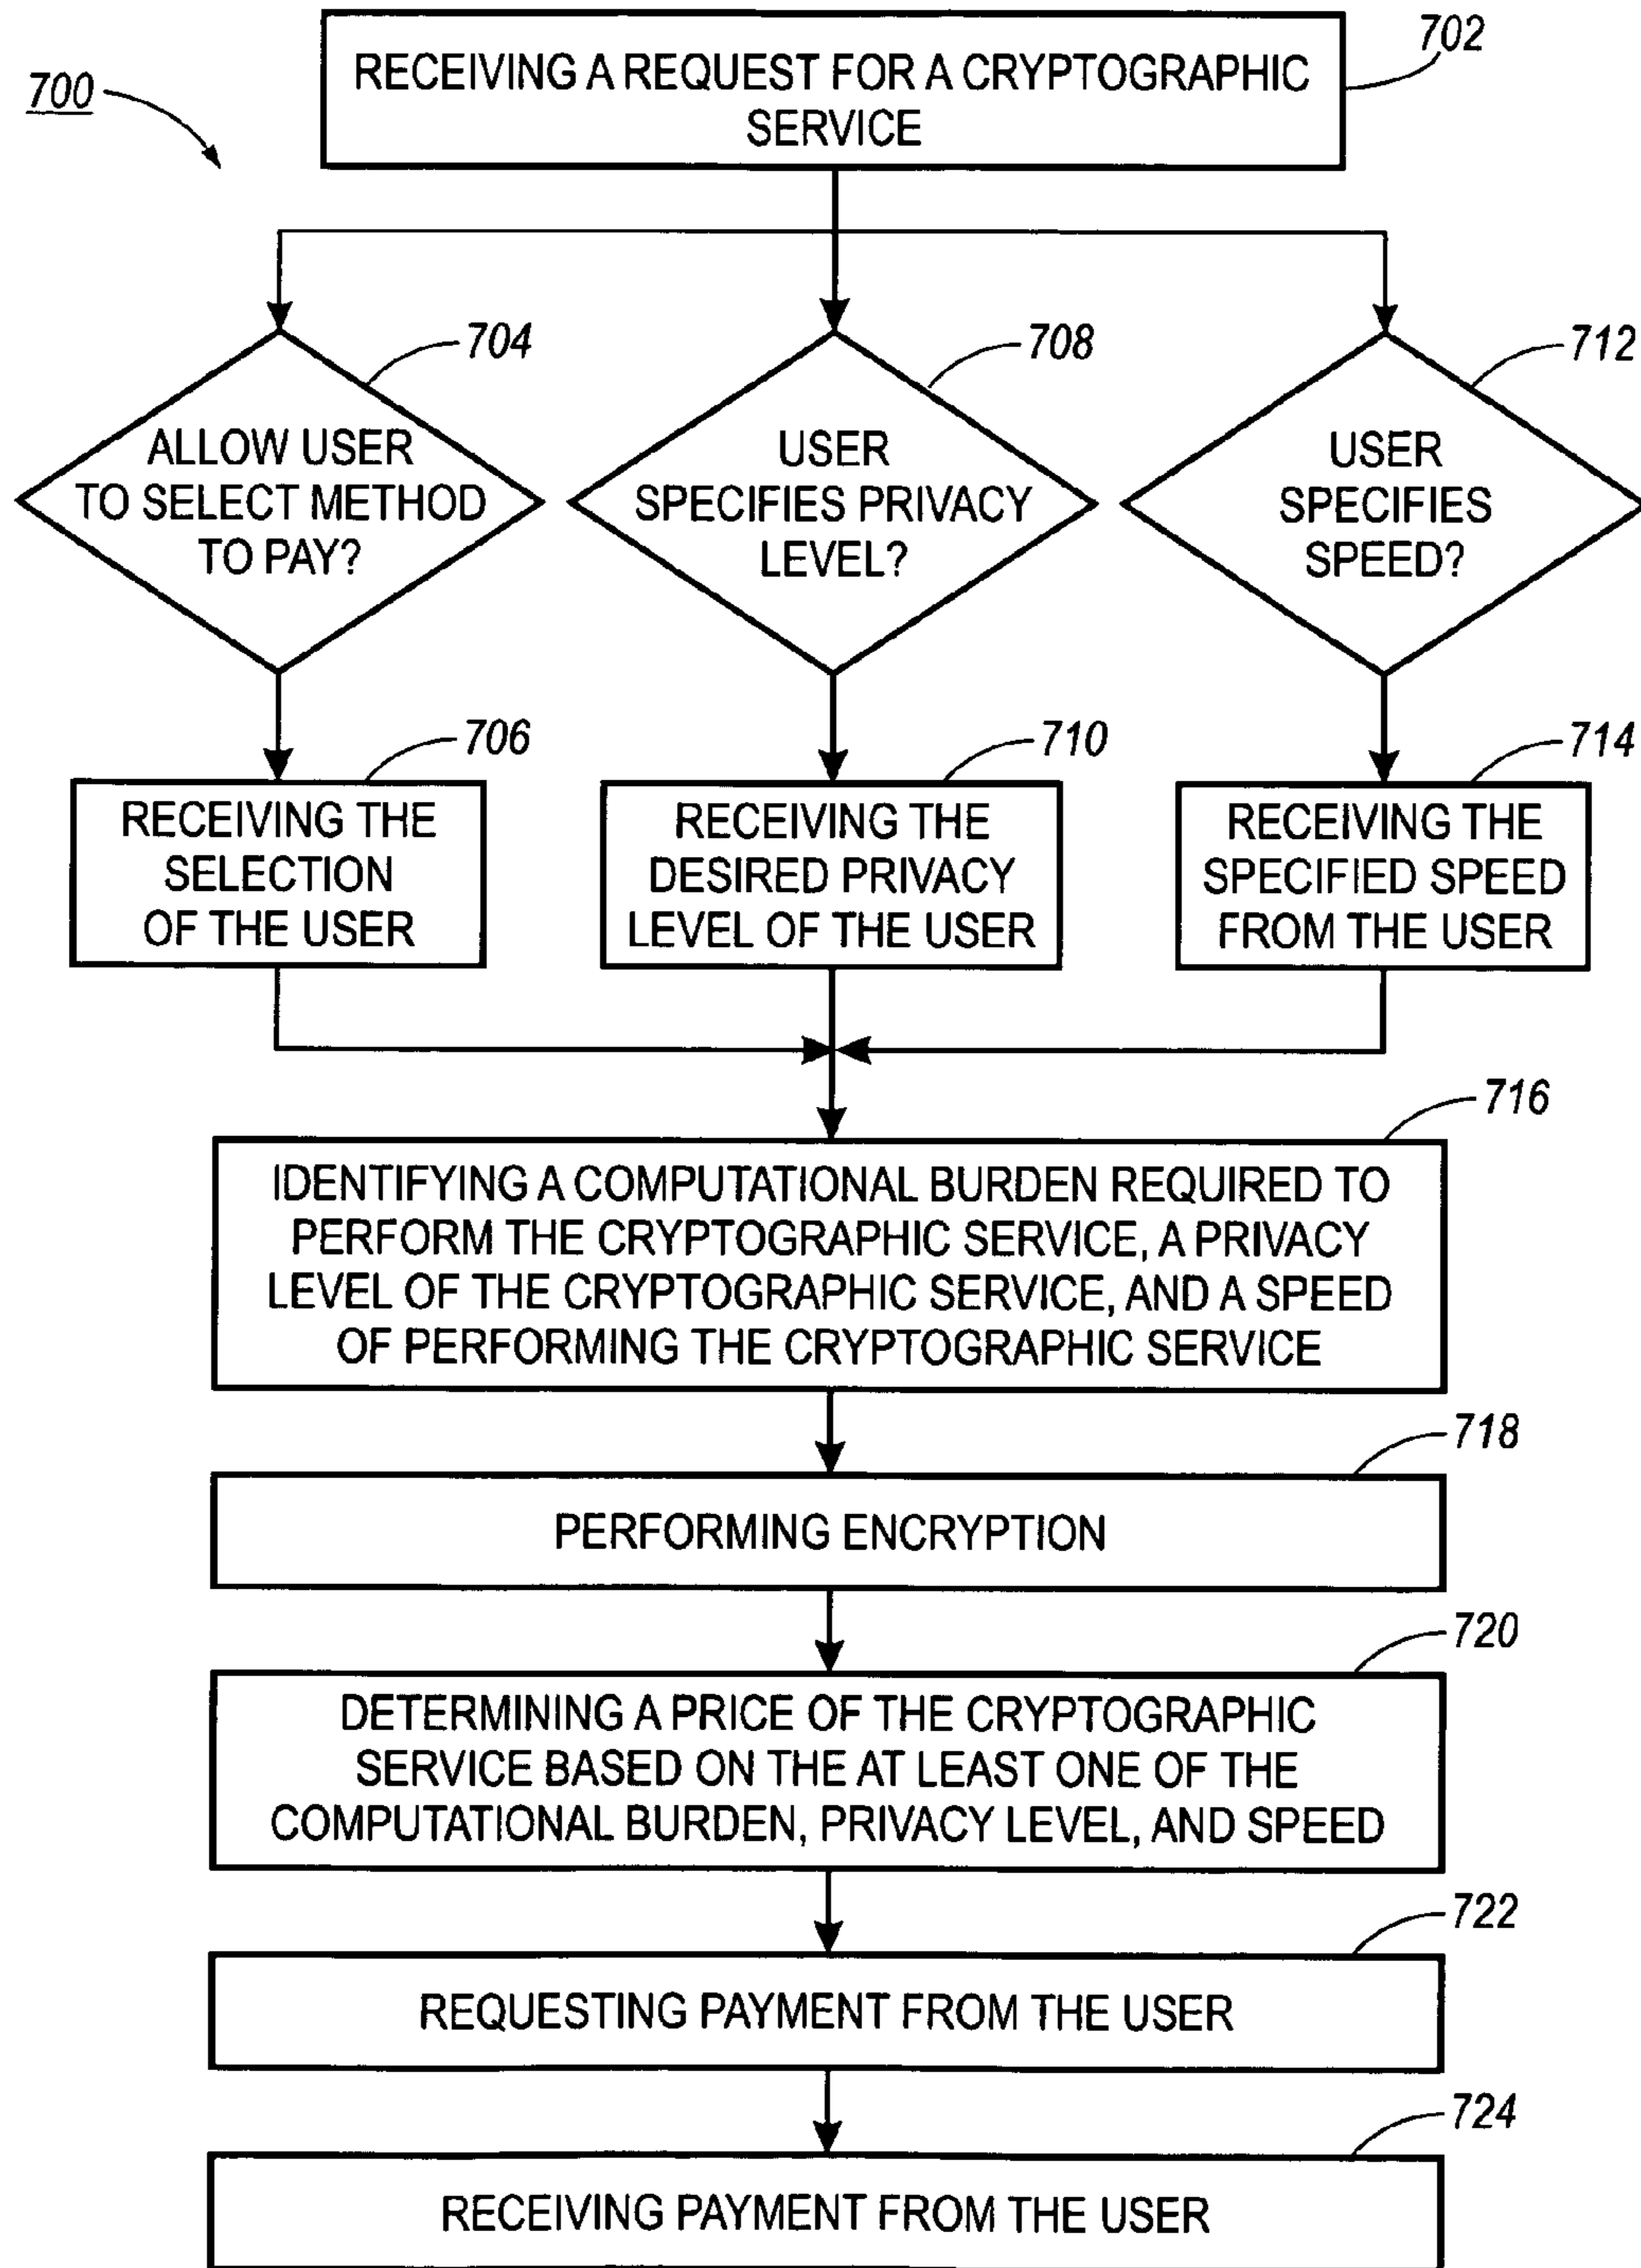 RECEIVING A REQUEST FOR A CRYPTOGRAPHIC
SERVICE
702
700
704
708
712
ALLOW USER
TO SELECT METHOD
TO PAY?
USER
SPECIFIES PRIVACY
LEVEL?
USER
SPECIFIES
SPEED?
706
710
714
RECEIVING THE
SELECTION
OF THE USER
RECEIVING THE
DESIRED PRIVACY
LEVEL OF THE USER
RECEIVING THE
SPECIFIED SPEED
FROM THE USER
716
IDENTIFYING A COMPUTATIONAL BURDEN REQUIRED TO
PERFORM THE CRYPTOGRAPHIC SERVICE, A PRIVACY
LEVEL OF THE CRYPTOGRAPHIC SERVICE, AND A SPEED
OF PERFORMING THE CRYPTOGRAPHIC SERVICE
718
PERFORMING ENCRYPTION
720
DETERMINING A PRICE OF THE CRYPTOGRAPHIC
SERVICE BASED ON THE AT LEAST ONE OF THE
COMPUTATIONAL BURDEN, PRIVACY LEVEL, AND SPEED
722
REQUESTING PAYMENT FROM THE USER
724
RECEIVING PAYMENT FROM THE USER